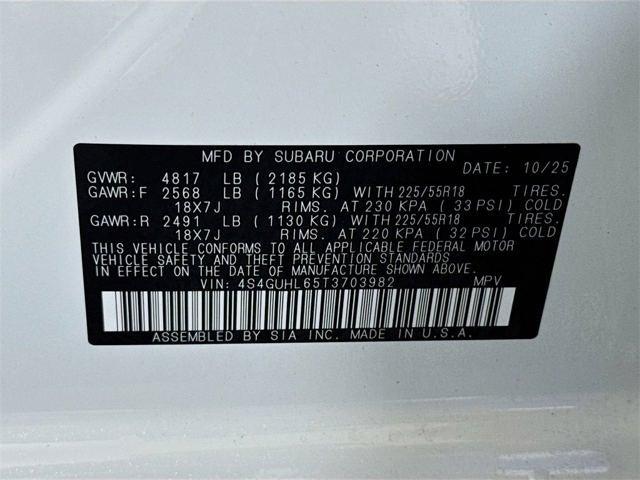 MFD BY SUBARU CORPORATION
DATE: 10/25
GVWR: 4817 LB (2185 KG)
GAWR:F 2568 LB (1165 KG) WITH 225/55R18 TIRES.
18X7J RIMS. AT 230 KPA (33 PSI) COLD
GAWR:R 2491 LB (1130 KG) WITH 225/55R18 TIRES.
18X7J RIMS. AT 220 KPA (32 PSI) COLD
THIS VEHICLE CONFORMS TO ALL APPLICABLE FEDERAL MOTOR
VEHICLE SAFETY AND THEFT PREVENTION STANDARDS IN EFFECT
ON THE DATE OF MANUFACTURE SHOWN ABOVE.
VIN: 4S4GUHL65T3703982 MPV
ASSEMBLED BY SIA INC. MADE IN U.S.A.